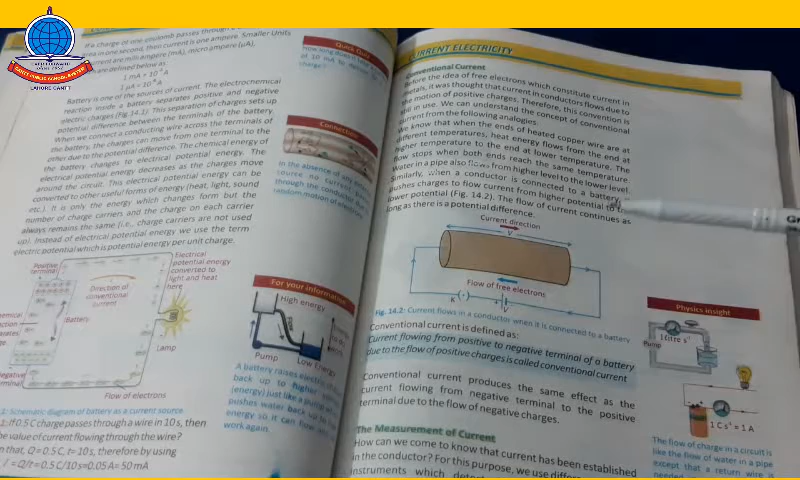 GARRISON
LAHORE CANTT
If a charge of one coulomb passes through
area in one second, then current is one ampere. Smaller Units
current are milli ampere (mA), micro ampere (µA),
are defined below as
1 mA = 10⁻³ A
1 µA = 10⁻⁶ A
Battery is one of the sources of current. The electrochemical
reaction inside a battery separates positive and negative
electric charges (Fig.14.1). This separation of charges sets up
potential difference between the terminals of the battery.
When we connect a conducting wire across the terminals of
the battery, the charges can move from one terminal to the
other due to the potential difference. The chemical energy of
the battery changes to electrical potential energy. The
electrical potential energy decreases as the charges move
around the circuit. This electrical potential energy can be
converted to other useful forms of energy (heat, light, sound
etc.). It is only the energy which changes form but the
number of charge carriers and the charge on each carrier
always remains the same (i.e., charge carriers are not used
up). Instead of electrical potential energy we use the term
electric potential which is potential energy per unit charge.
Positive
terminal
Electrical
potential energy
converted to
light and heat
here
Direction of
conventional
current
Battery
Lamp
Flow of electrons
Schematic diagram of battery as a current source
If 0.5 C charge passes through a wire in 10 s, then
the value of current flowing through the wire?
that, Q= 0.5 C, t= 10s, therefore by using
I = Q/t = 0.5 C/10 s=0.05 A= 50 mA
Quick Quiz
How long does it take
of 10 mA to deliver
charge?
Connection
In the absence of any
source no current
through the conductor
random motion of electrons
For your information
High energy
Pump
Low Energy
A battery raises electric
back up to higher
(energy) just like a pump
pushes water back up to
energy so it can flow
work again.
CURRENT ELECTRICITY
Conventional Current
Before the idea of free electrons which constitute current in
metals, it was thought that current in conductors flows due to
the motion of positive charges. Therefore, this convention is
still in use. We can understand the concept of conventional
current from the following analogies.
We know that when the ends of heated copper wire are at
different temperatures, heat energy flows from the end at
higher temperature to the end at lower temperature. The
flow stops when both ends reach the same temperature.
Water in a pipe also flows from higher level to the lower level.
Similarly, when a conductor is connected to a battery,
pushes charges to flow current from higher potential to the
lower potential (Fig. 14.2). The flow of current continues as
long as there is a potential difference.
Current direction
V
Flow of free electrons
K
V
Fig. 14.2: Current flows in a conductor when it is connected to a battery
Conventional current is defined as:
Current flowing from positive to negative terminal of a battery
due to the flow of positive charges is called conventional current
Conventional current produces the same effect as the
current flowing from negative terminal to the positive
terminal due to the flow of negative charges.
The Measurement of Current
How can we come to know that current has been established
in the conductor? For this purpose, we use
instruments which
Physics Insight
1 litre s⁻¹
Pump
1 C s⁻¹ = 1 A
The flow of charge in a circuit is
like the flow of water in a pipe
except that a return wire is